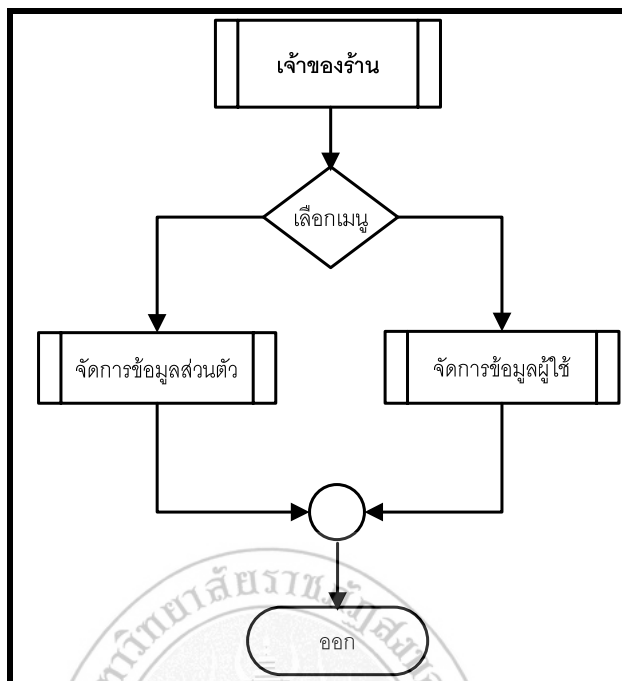 เจ้าของร้าน
เลือกเมนู
จัดการข้อมูลส่วนตัว
จัดการข้อมูลผู้ใช้
ออก